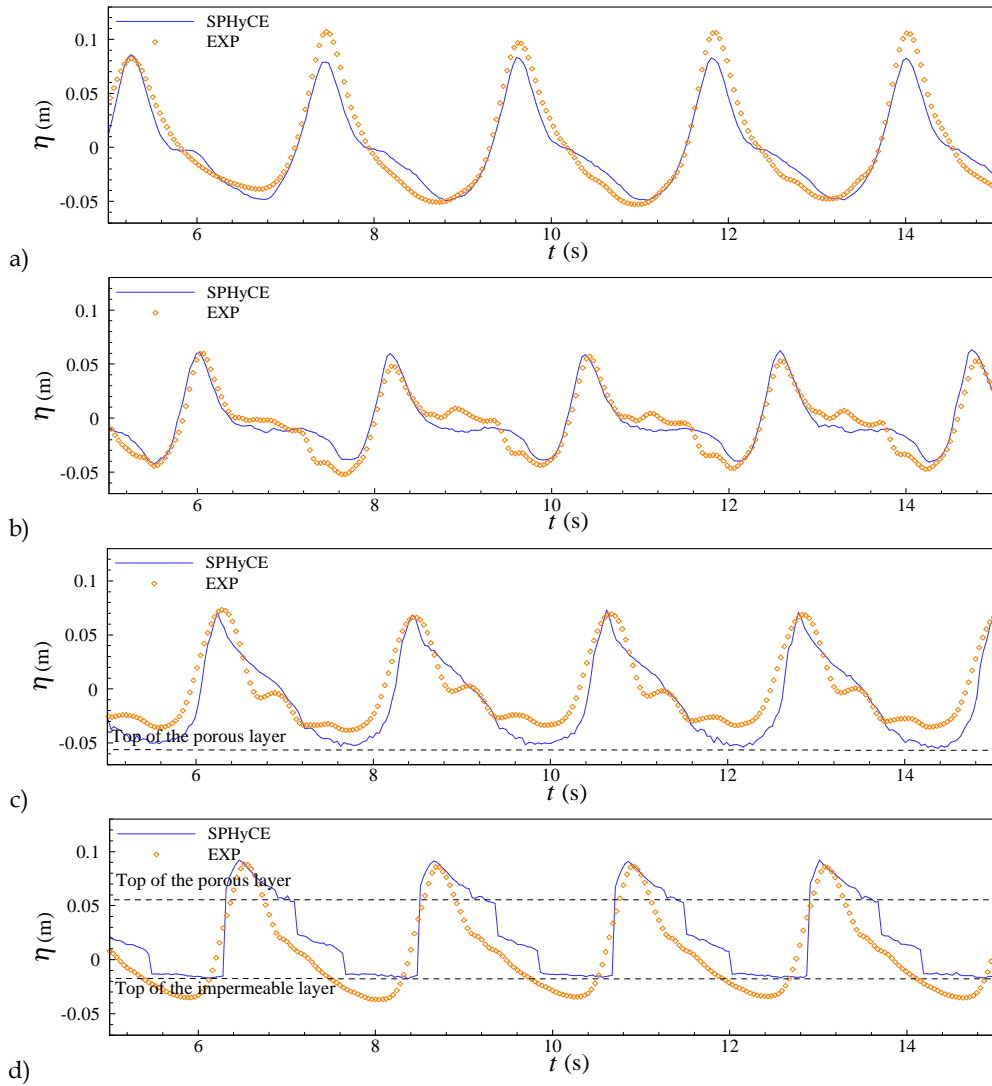 SPHyCE
EXP
η (m)
0.1
0.05
0
-0.05
6 8 10 12 14
t (s)
a)
SPHyCE
EXP
η (m)
0.1
0.05
0
-0.05
6 8 10 12 14
t (s)
b)
SPHyCE
EXP
η (m)
0.1
0.05
0
-0.05
Top of the porous layer
6 8 10 12 14
t (s)
c)
SPHyCE
EXP
η (m)
0.1
Top of the porous layer
0.05
0
Top of the impermeable layer
-0.05
6 8 10 12 14
t (s)
d)